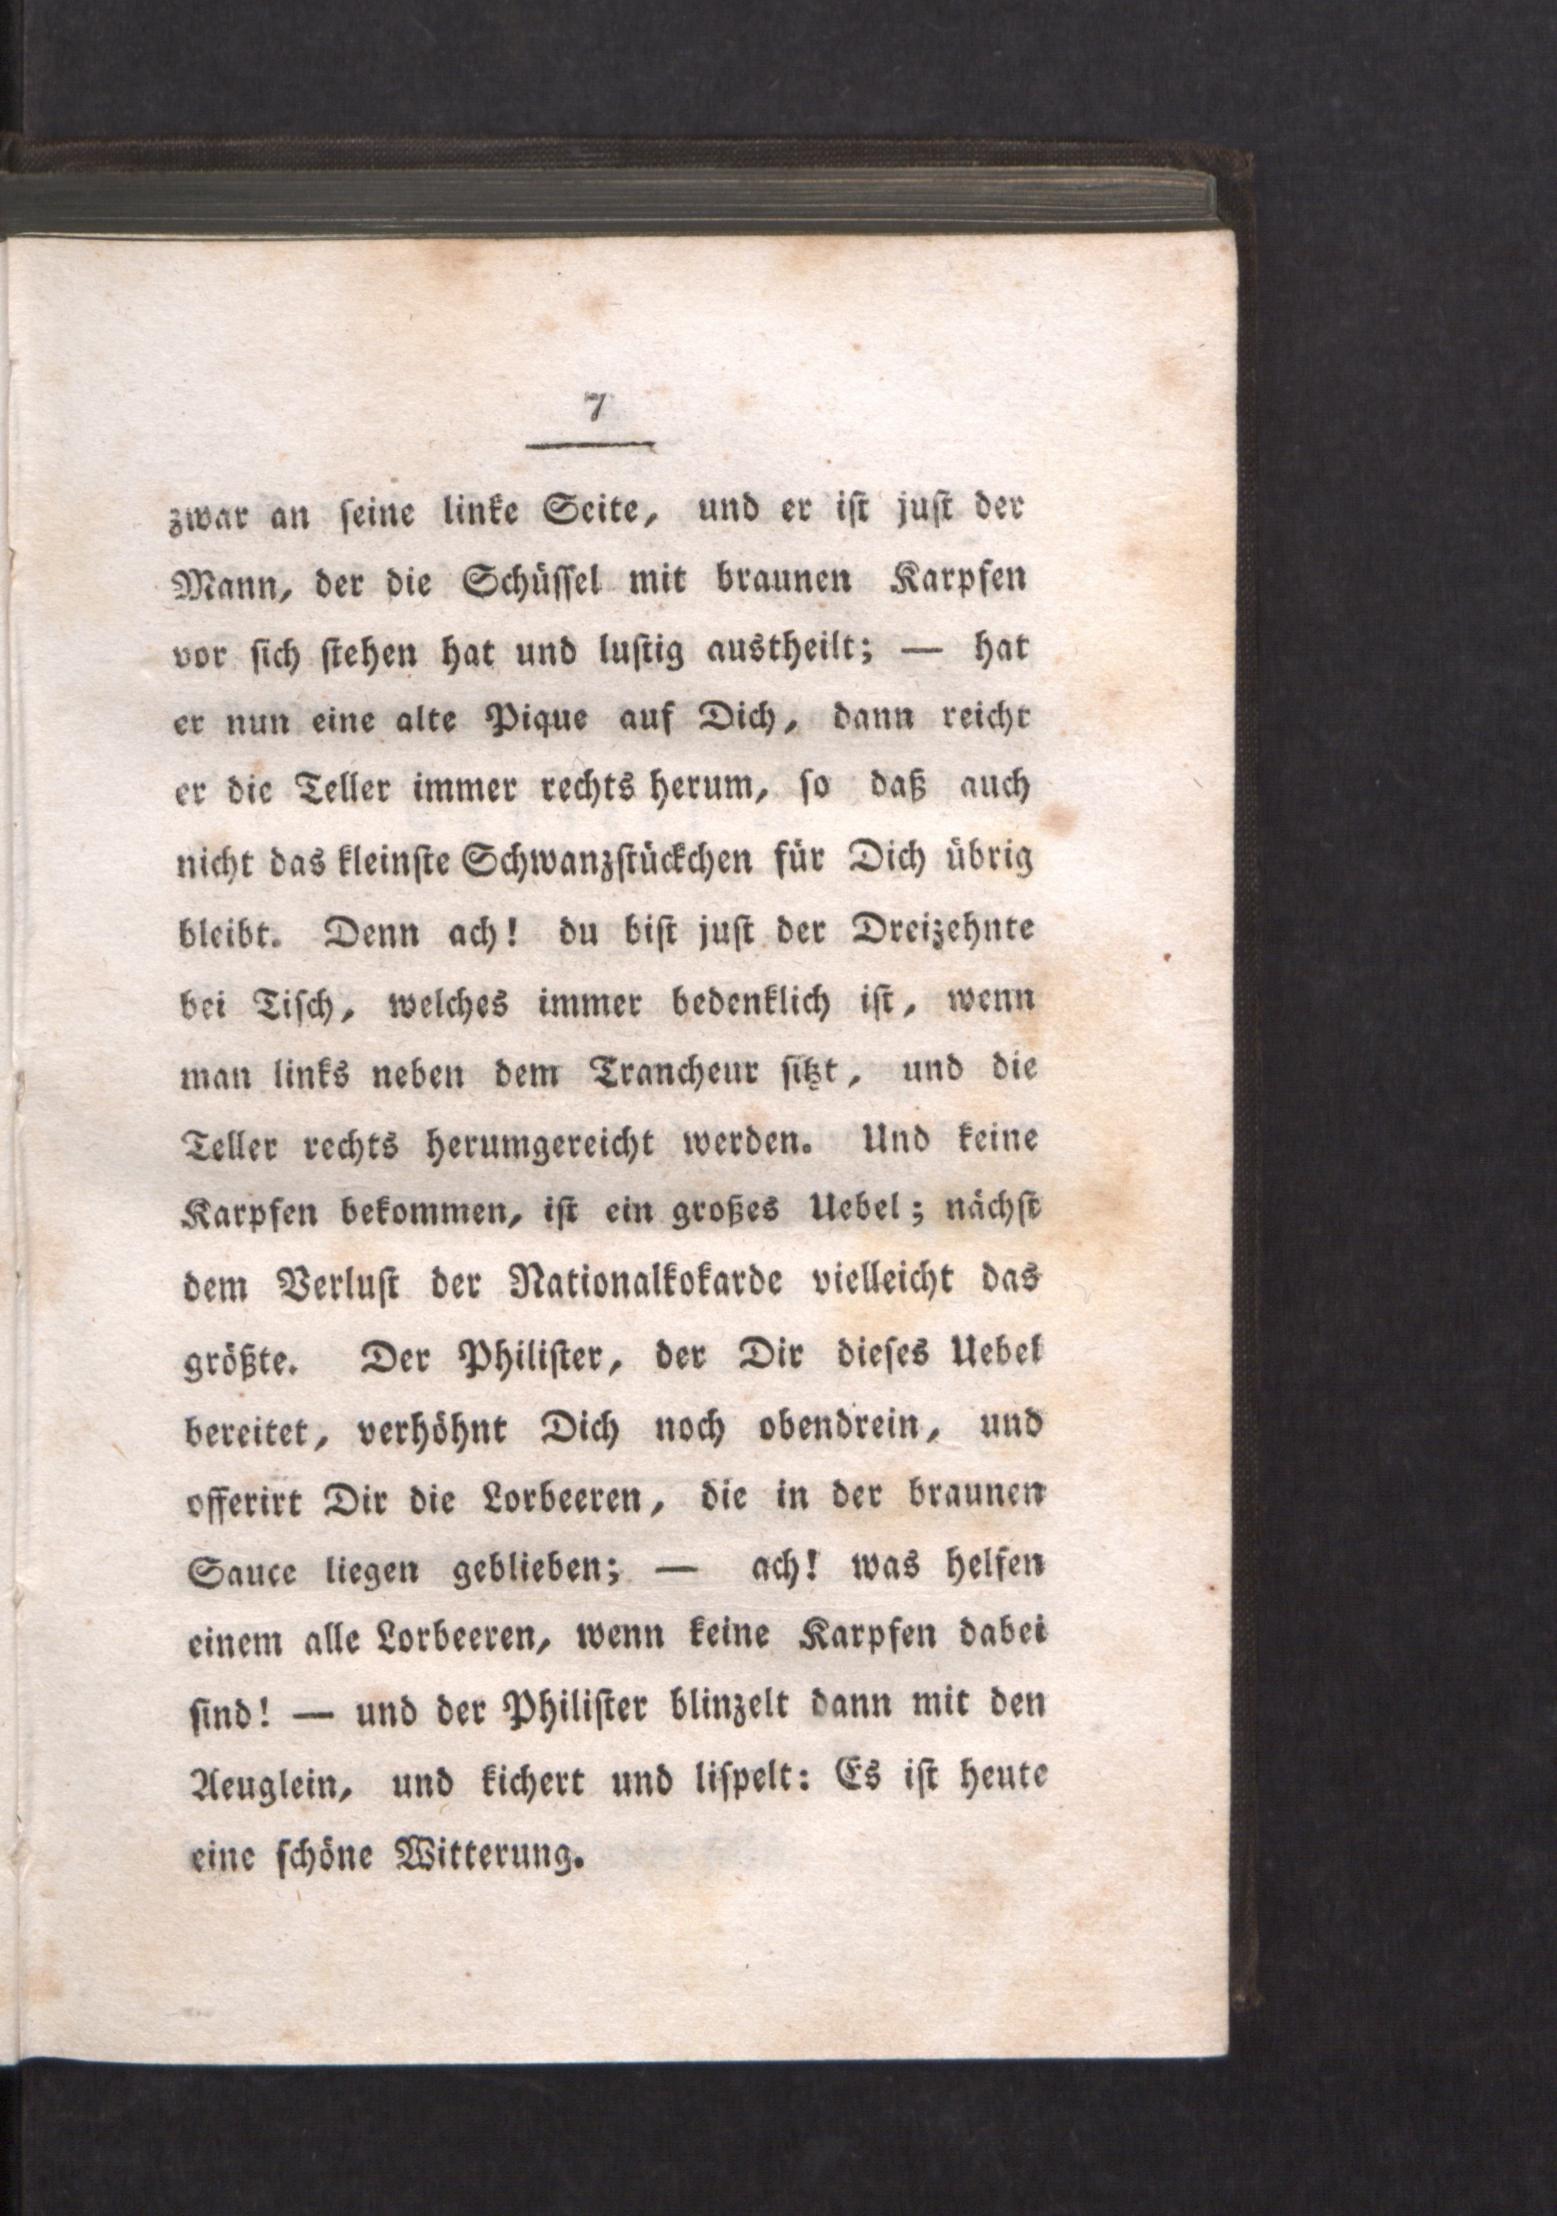 7
zwar an ſeine linke Seite, und er iſt juſt der
Mann, der die Schüſſel mit braunen Karpfen
vor ſich ſtehen hat und luſtig austheilt; — hat
er nun eine alte Pique auf Dich, dann reicht
er die Teller immer rechts herum, ſo daß auch
nicht das kleinſte Schwanzſtückchen für Dich übrig
bleibt. Denn ach! du biſt juſt der Dreizehnte
bei Tiſch, welches immer bedenklich iſt, wenn
man links neben dem Trancheur ſitzt, und die
Teller rechts herumgereicht werden. Und keine
Karpfen bekommen, iſt ein großes Uebel; nächſt
dem Verluſt der Nationalkokarde vielleicht das
größte. Der Philiſter, der Dir dieſes Uebel
bereitet, verhöhnt Dich noch obendrein, und
offerirt Dir die Lorbeeren, die in der braunen
Sauce liegen geblieben; — ach! was helfen
einem alle Lorbeeren, wenn keine Karpfen dabei
ſind! — und der Philiſter blinzelt dann mit den
Aeuglein, und kichert und liſpelt: Es iſt heute
eine ſchöne Witterung.